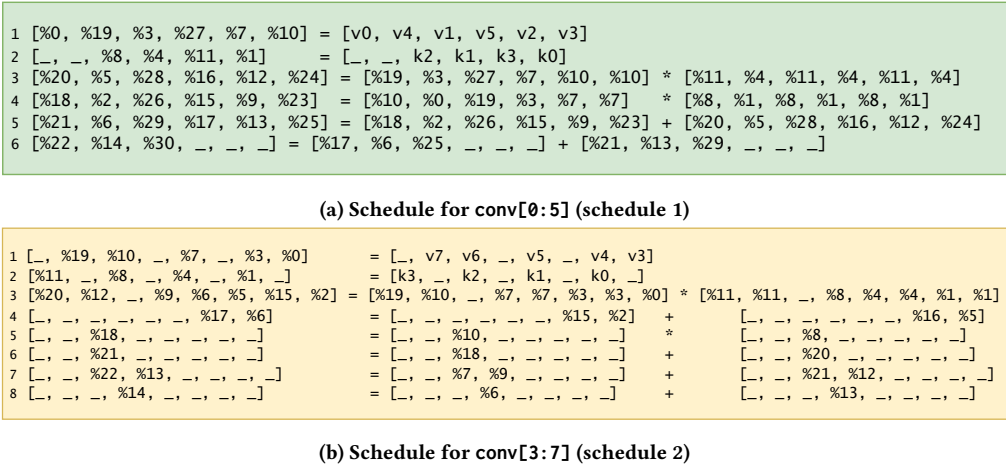 1 [%0, %19, %3, %27, %7, %10] = [v0, v4, v1, v5, v2, v3]
2 [_, _, %8, %4, %11, %1] = [_, _, k2, k1, k3, k0]
3 [%20, %5, %28, %16, %12, %24] = [%19, %3, %27, %7, %10, %10] * [%11, %4, %11, %4, %11, %4]
4 [%18, %2, %26, %15, %9, %23] = [%10, %0, %19, %3, %7, %7] * [%8, %1, %8, %1, %8, %1]
5 [%21, %6, %29, %17, %13, %25] = [%18, %2, %26, %15, %9, %23] + [%20, %5, %28, %16, %12, %24]
6 [%22, %14, %30, _, _, _] = [%17, %6, %25, _, _, _] + [%21, %13, %29, _, _, _]
(a) Schedule for conv[0:5] (schedule 1)
1 [_, %19, %10, _, %7, _, %3, %0] = [_, v7, v6, _, v5, _, v4, v3]
2 [%11, _, %8, _, %4, _, %1, _] = [k3, _, k2, _, k1, _, k0, _]
3 [%20, %12, _, %9, %6, %5, %15, %2] = [%19, %10, _, %7, %7, %3, %3, %0] * [%11, %11, _, %8, %4, %4, %1, %1]
4 [_, _, _, _, _, _, %17, %6] = [_, _, _, _, _, _, %15, %2] + [_, _, _, _, _, _, %16, %5]
5 [_, _, %18, _, _, _, _, _] = [_, _, %10, _, _, _, _, _] * [_, _, %8, _, _, _, _, _]
6 [_, _, %21, _, _, _, _, _] = [_, _, %18, _, _, _, _, _] + [_, _, %20, _, _, _, _, _]
7 [_, _, %22, %13, _, _, _, _] = [_, _, %7, %9, _, _, _, _] + [_, _, %21, %12, _, _, _, _]
8 [_, _, _, %14, _, _, _, _] = [_, _, _, %6, _, _, _, _] + [_, _, _, %13, _, _, _, _]
(b) Schedule for conv[3:7] (schedule 2)